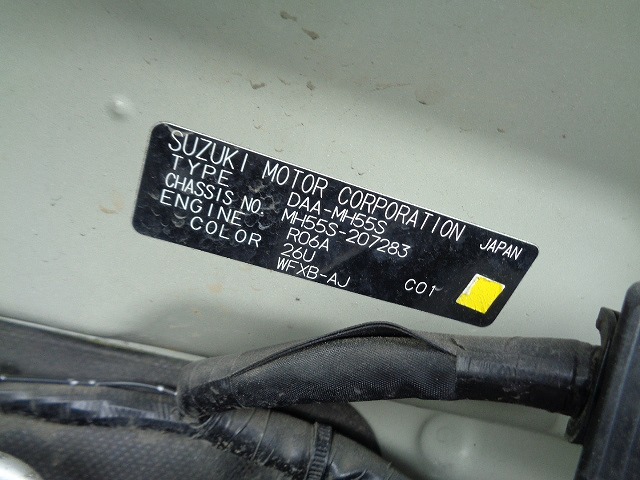 SUZUKI MOTOR CORPORATION JAPAN
TYPE DAA-MH55S
CHASSIS NO. MH55S-207283
ENGINE R06A
COLOR 26U
WFXB-AJ C01